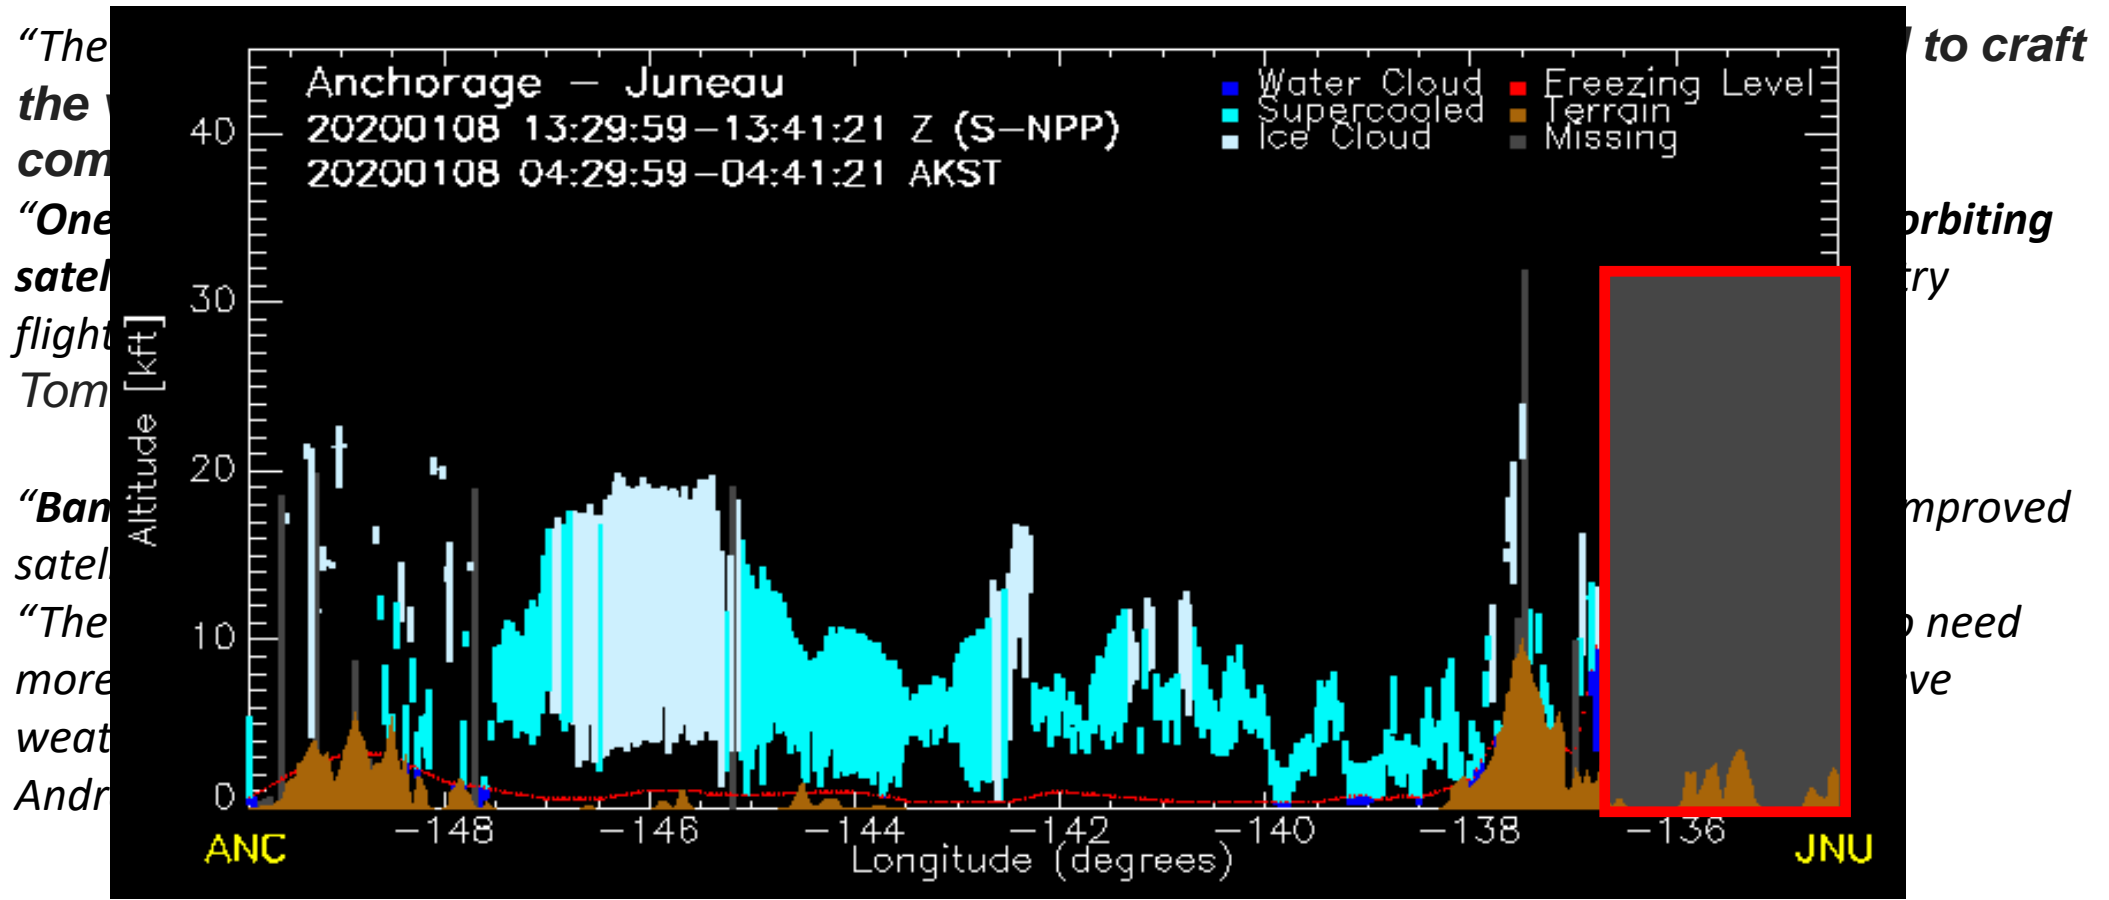 “The
to craft
the
com
“One
orbiting
satel
try
flight
Tom
“Ban
mproved
satel
“The
need
more
ve
weat
Andr
Anchorage – Juneau
20200108 13:29:59–13:41:21 Z (S–NPP)
20200108 04:29:59–04:41:21 AKST
Water Cloud
Supercooled
Ice Cloud
Freezing Level
Terrain
Missing
Altitude [kft]
40
30
20
10
0
−148 −146 −144 −142 −140 −138 −136
ANC
JNU
Longitude (degrees)